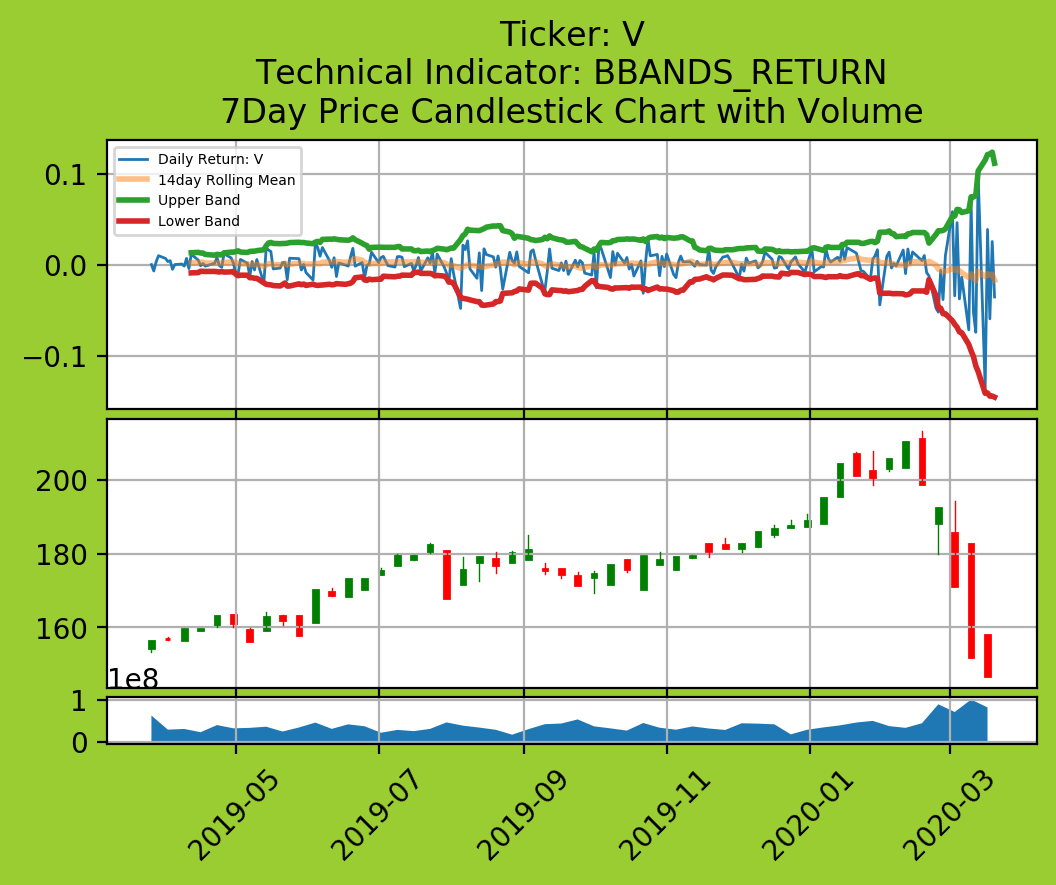 Ticker: V
Technical Indicator: BBANDS_RETURN
7Day Price Candlestick Chart with Volume
Daily Return: V
14day Rolling Mean
Upper Band
Lower Band
0.1
0.0
−0.1
200
180
160
1e8
1
0
2019-05
2019-07
2019-09
2019-11
2020-01
2020-03